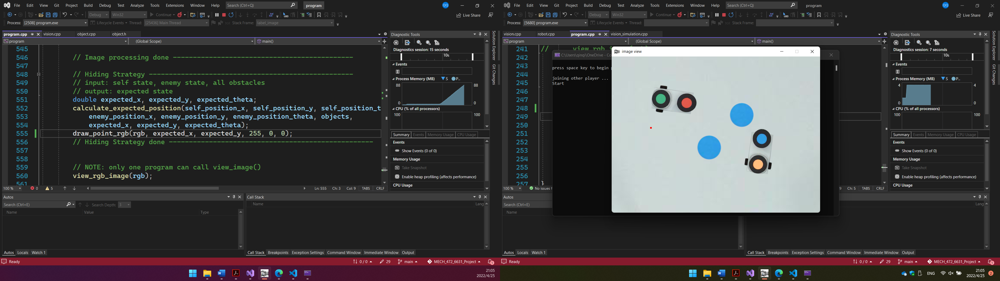 File Edit View Git Project Build Debug Test Analyze Tools Extensions Window Help Search (Ctrl+Q) program QQ
Debug Win32 Continue Live Share
Process: [2508] program.exe Lifecycle Events Thread: [25436] Main Thread Stack Frame: label_image
program.cpp vision.cpp object.cpp object.h
program (Global Scope) main()
545
546 // Image processing done ---------------------------------------------
547
548 // Hiding Strategy ---------------------------------------------------
549 // input: self state, enemy state, all obstacles
550 // output: expected state
551 double expected_x, expected_y, expected_theta;
552 calculate_expected_position(self_position_x, self_position_y, self_position_t
553 enemy_position_x, enemy_position_y, enemy_position_theta, objects,
554 expected_x, expected_y, expected_theta);
555 draw_point_rgb(rgb, expected_x, expected_y, 255, 0, 0);
556 // Hiding Strategy done ---------------------------------------------------
557
558
559 // NOTE: only one program can call view_image()
560 view_rgb_image(rgb);
561
100 % 0 5 Ln: 555 Ch: 3 Col: 9 TABS CRLF
Diagnostic Tools
Diagnostics session: 15 seconds
10s
Events
Process Memory (MB) S P..
88 88
0 0
CPU (% of all processors)
100 100
Summary Events Memory Usage CPU Usage
Events
Show Events (0 of 0)
Memory Usage
Take Snapshot
Enable heap profiling (affects performance)
CPU Usage
Solution Explorer
Git Changes
Autos
Search (Ctrl+E) Search Depth: 3
Name Value Type
Autos Locals Watch 1
Call Stack
Name Lang
Call Stack Breakpoints Exception Settings Command Window Immediate Window Output
Ready 0 / 0 29 main MECH_472_6631_Project 1
21:05
2022/4/25
File Edit View Git Project Build Debug Test Analyze Tools Extensions Window Help Search (Ctrl+Q) program QQ
Debug Win32 Continue Live Share
Process: [5680] program.exe Lifecycle Events Thread: Stack Frame:
vision.cpp robot.cpp program.cpp vision_simulation.cpp
program (Global Scope) main()
241 //
242
243
244
245
246
247
248
249
250
251
252
253
254
255
256
257 }
100 % No issues Ch: 5 TABS CRLF
C:\Users\qinqi\OneDrive - Co
press space key to begin
joining other player ...
Start
image view
Diagnostic Tools
Diagnostics session: 7 seconds
10s
Events
Process Memory (MB) S P..
4 4
0 0
CPU (% of all processors)
100 100
Summary Events Memory Usage CPU Usage
Events
Show Events (0 of 0)
Memory Usage
Take Snapshot
Enable heap profiling (affects performance)
CPU Usage
Solution Explorer
Git Changes
Autos
Search (Ctrl+E)
Name
Autos Locals Watch 1
Lang
Call Stack Breakpoints Exception Settings Command Window Immediate Window Output
Ready 0 / 0 29 main MECH_472_6631_Project 1
ENG 21:05
2022/4/25 2